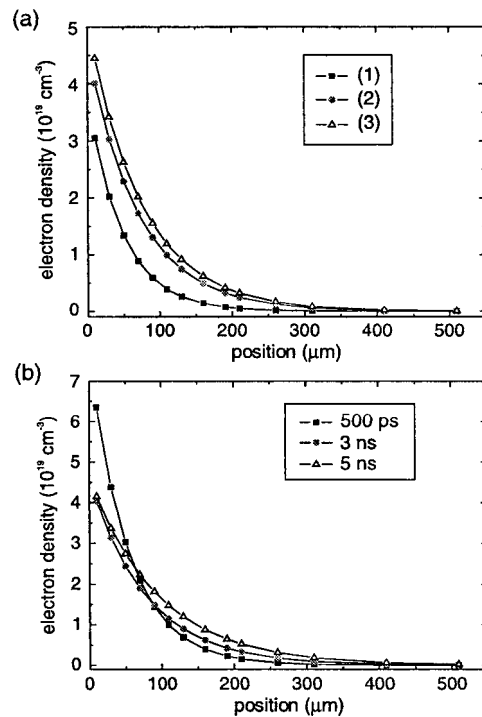 (a)
5
4
3
2
1
0
electron density (10¹⁹ cm⁻³)
(1)
(2)
(3)
0 100 200 300 400 500
position (μm)
(b)
7
6
5
4
3
2
1
0
electron density (10¹⁹ cm⁻³)
500 ps
3 ns
5 ns
0 100 200 300 400 500
position (μm)